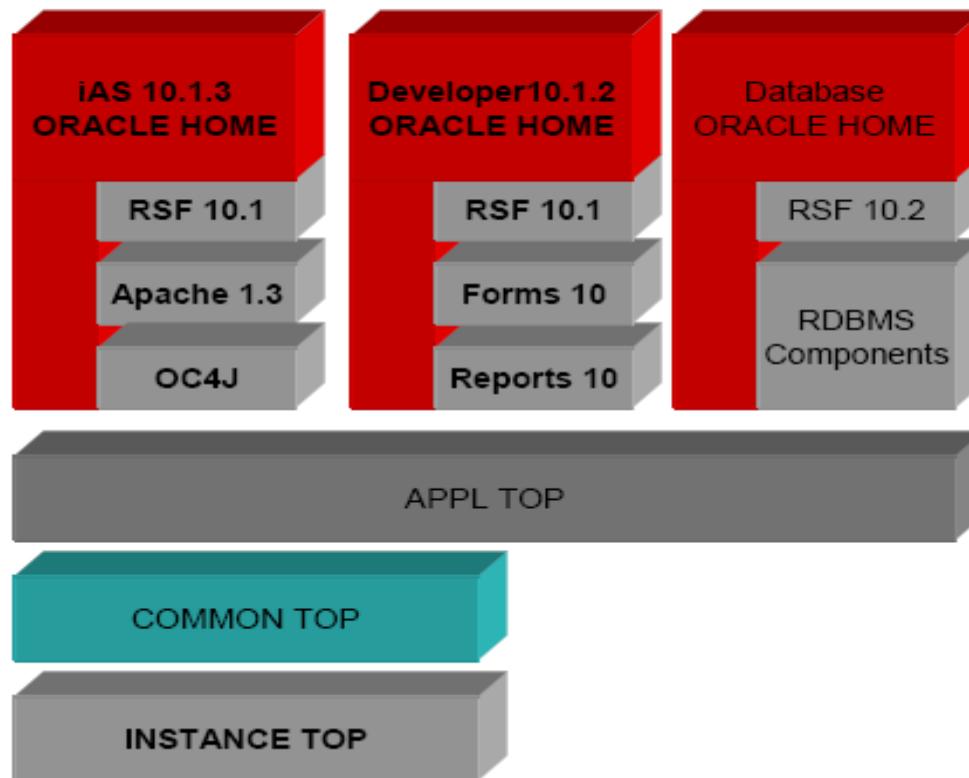 iAS 10.1.3
ORACLE HOME
RSF 10.1
Apache 1.3
OC4J
Developer10.1.2
ORACLE HOME
RSF 10.1
Forms 10
Reports 10
Database
ORACLE HOME
RSF 10.2
RDBMS
Components
APPL TOP
COMMON TOP
INSTANCE TOP